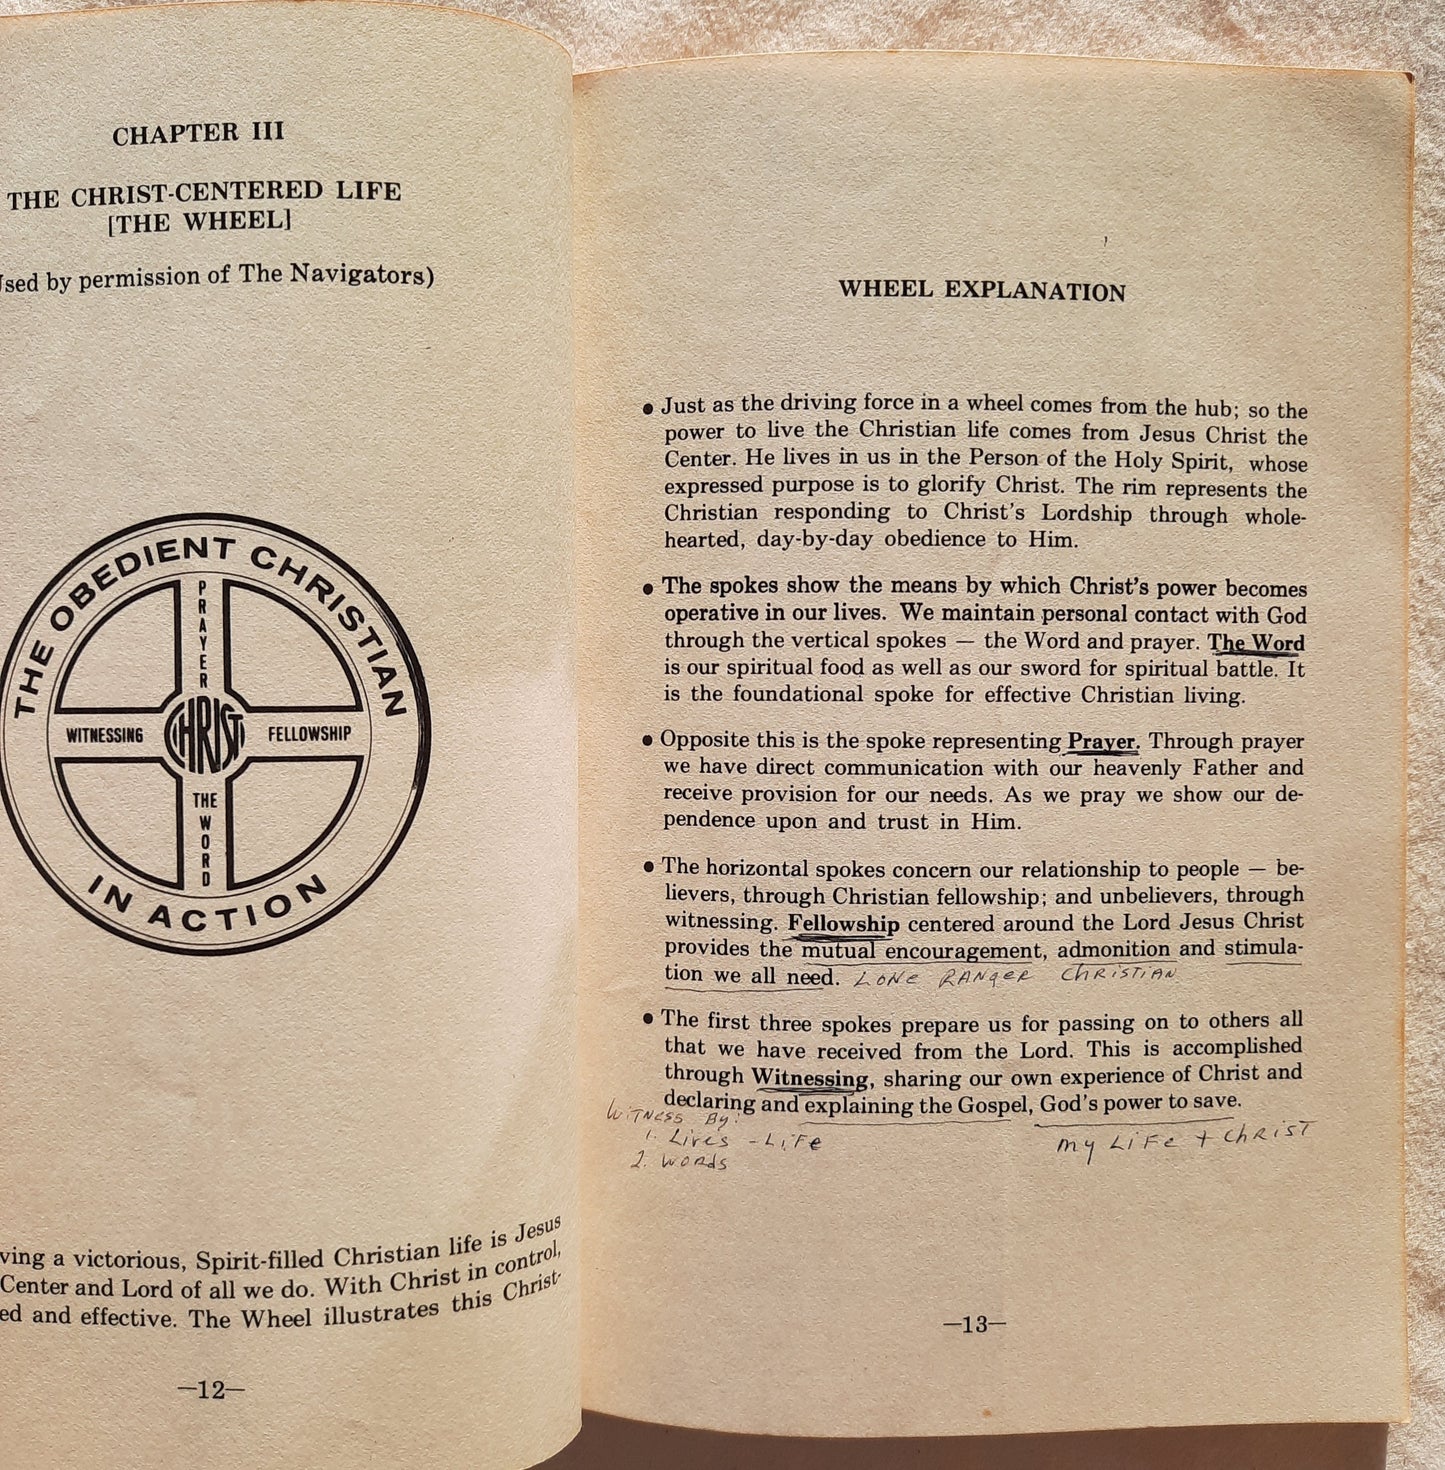 CHAPTER III
THE CHRIST-CENTERED LIFE
[THE WHEEL]
Used by permission of The Navigators)
THE OBEDIENT CHRISTIAN
PRAYER
WITNESSING CHRIST FELLOWSHIP
THE WORD
IN ACTION
a victorious, Spirit-filled Christian life is Jesus
Center and Lord of all we do. With Christ in control,
and effective. The Wheel illustrates this Christ-
—12—
WHEEL EXPLANATION
• Just as the driving force in a wheel comes from the hub; so the
power to live the Christian life comes from Jesus Christ the
Center. He lives in us in the Person of the Holy Spirit, whose
expressed purpose is to glorify Christ. The rim represents the
Christian responding to Christ's Lordship through whole-
hearted, day-by-day obedience to Him.
• The spokes show the means by which Christ's power becomes
operative in our lives. We maintain personal contact with God
through the vertical spokes — the Word and prayer. The Word
is our spiritual food as well as our sword for spiritual battle. It
is the foundational spoke for effective Christian living.
• Opposite this is the spoke representing Prayer. Through prayer
we have direct communication with our heavenly Father and
receive provision for our needs. As we pray we show our de-
pendence upon and trust in Him.
• The horizontal spokes concern our relationship to people — be-
lievers, through Christian fellowship; and unbelievers, through
witnessing. Fellowship centered around the Lord Jesus Christ
provides the mutual encouragement, admonition and stimula-
tion we all need. LONE RANGER CHRISTIAN
• The first three spokes prepare us for passing on to others all
that we have received from the Lord. This is accomplished
through Witnessing, sharing our own experience of Christ and
declaring and explaining the Gospel, God's power to save.
WITNESS By:
1. Lives - LiFe
2. WORDS
my LiFe + CHRIST
—13—